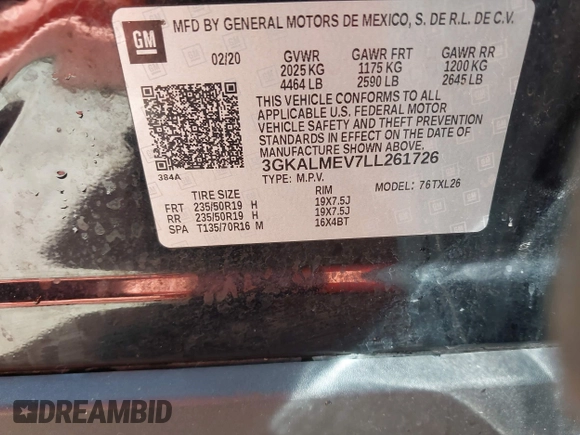 GM
MFD BY GENERAL MOTORS DE MEXICO, S. DE R.L. DE C.V.
02/20 GVWR GAWR FRT GAWR RR
2025 KG 1175 KG 1200 KG
4464 LB 2590 LB 2645 LB
THIS VEHICLE CONFORMS TO ALL
APPLICABLE U.S. FEDERAL MOTOR
VEHICLE SAFETY AND THEFT PREVENTION
STANDARDS IN EFFECT ON THE DATE OF
MANUFACTURE SHOWN ABOVE.
3GKALMEV7LL261726
384A TYPE: M.P.V. MODEL: 76TXL26
TIRE SIZE RIM
FRT 235/50R19 H 19X7.5J
RR 235/50R19 H 19X7.5J
SPA T135/70R16 M 16X4BT
DREAMBID